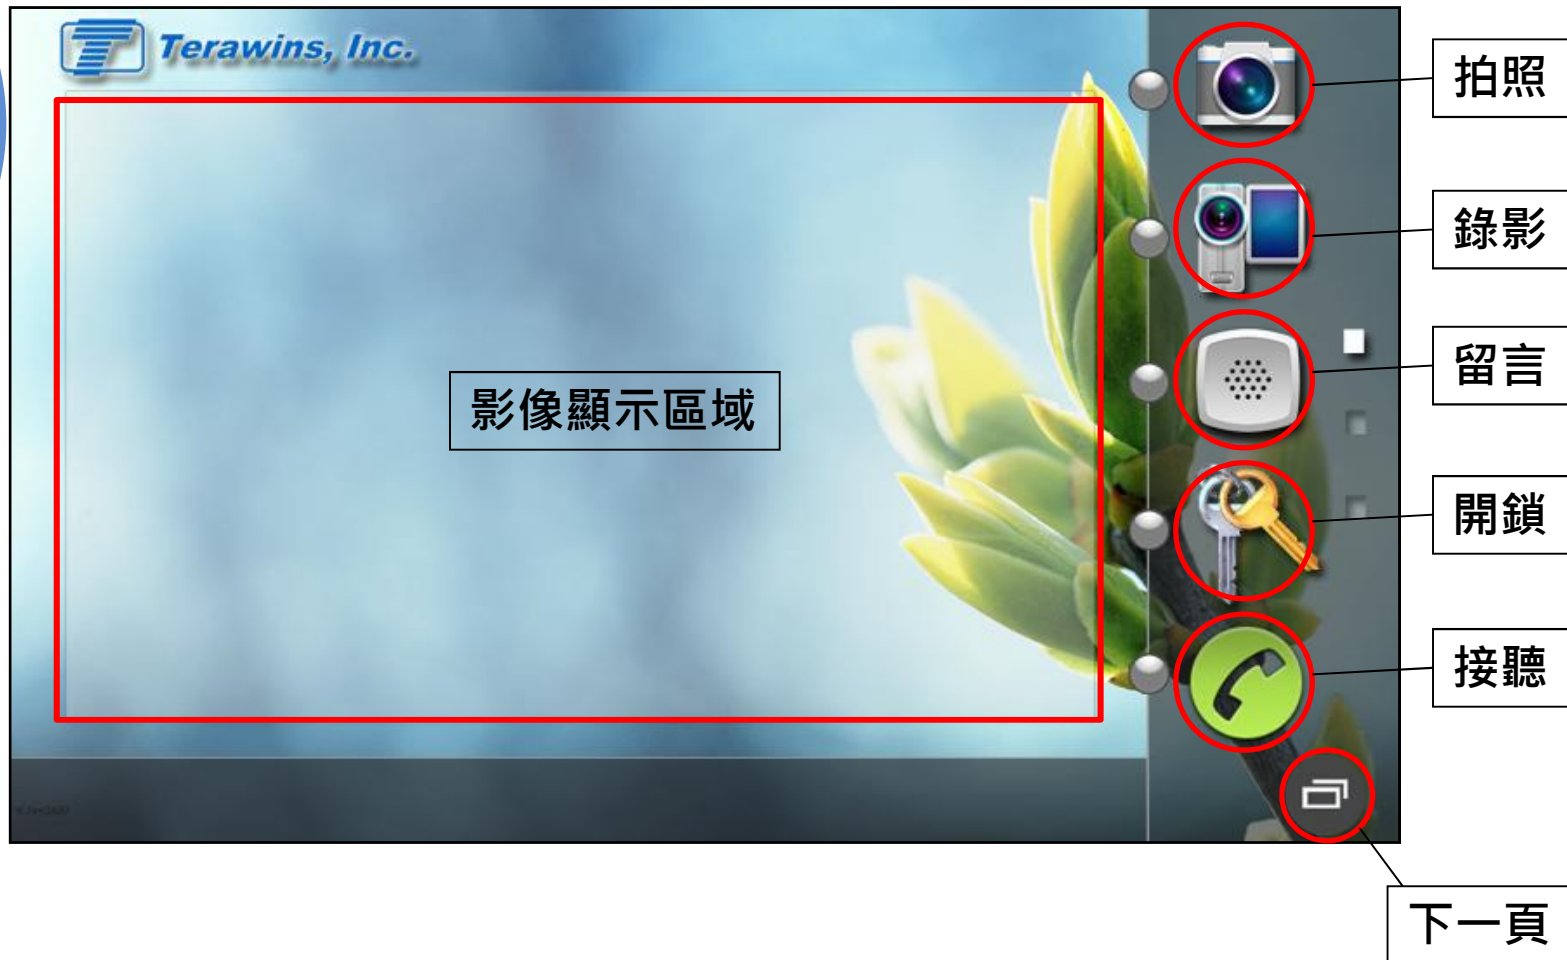 Terawins, Inc.
拍照
錄影
留言
影像顯示區域
開鎖
接聽
下一頁